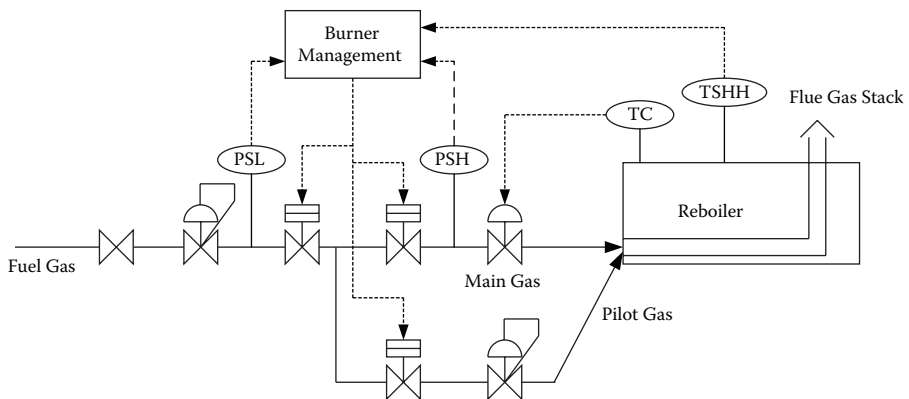 Burner
Management
TSHH
Flue Gas Stack
TC
PSL
PSH
Reboiler
Fuel Gas
Main Gas
Pilot Gas